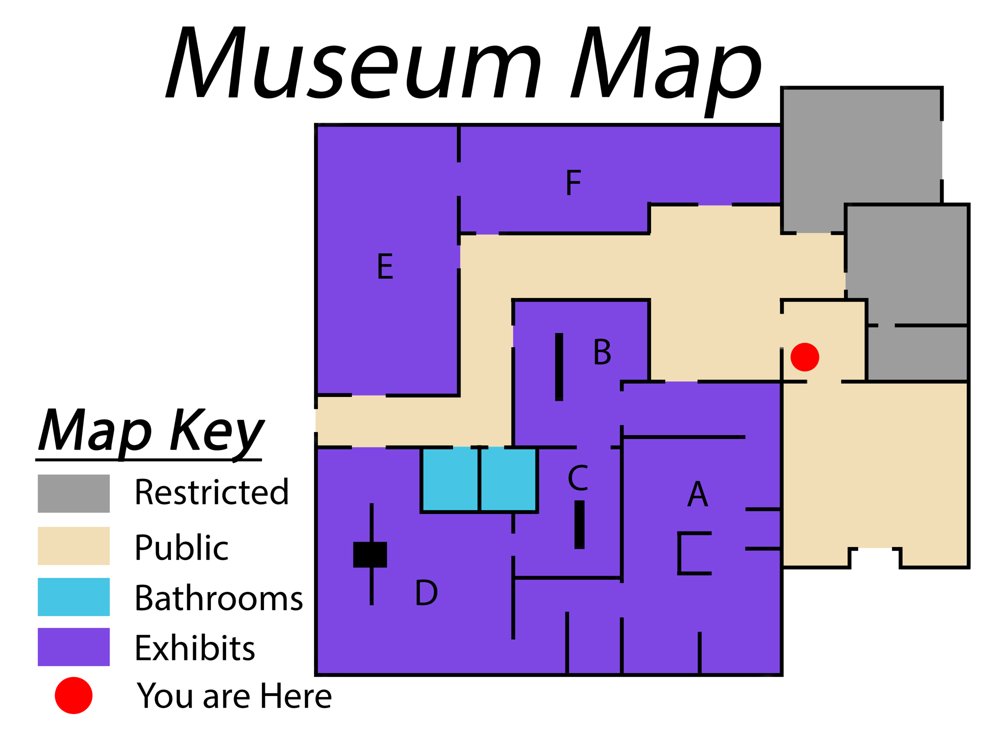 Museum Map
F
E
B
Map Key
C
Restricted
A
Public
D
Bathrooms
Exhibits
You are Here